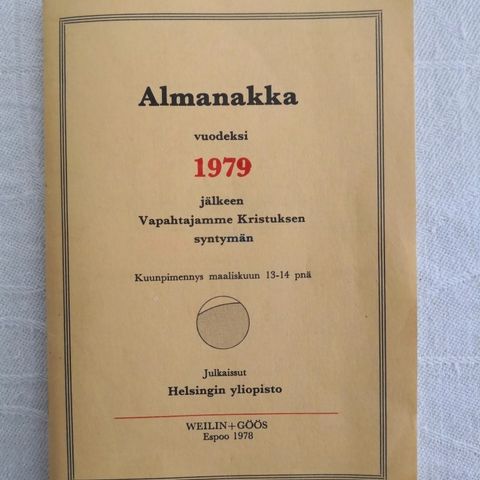 Almanakka
vuodeksi
1979
jälkeen
Vapahtajamme Kristuksen
syntymän
Kuunpimennys maaliskuun 13-14 pnä
Julkaissut
Helsingin yliopisto
WEILIN+GÖÖS
Espoo 1978